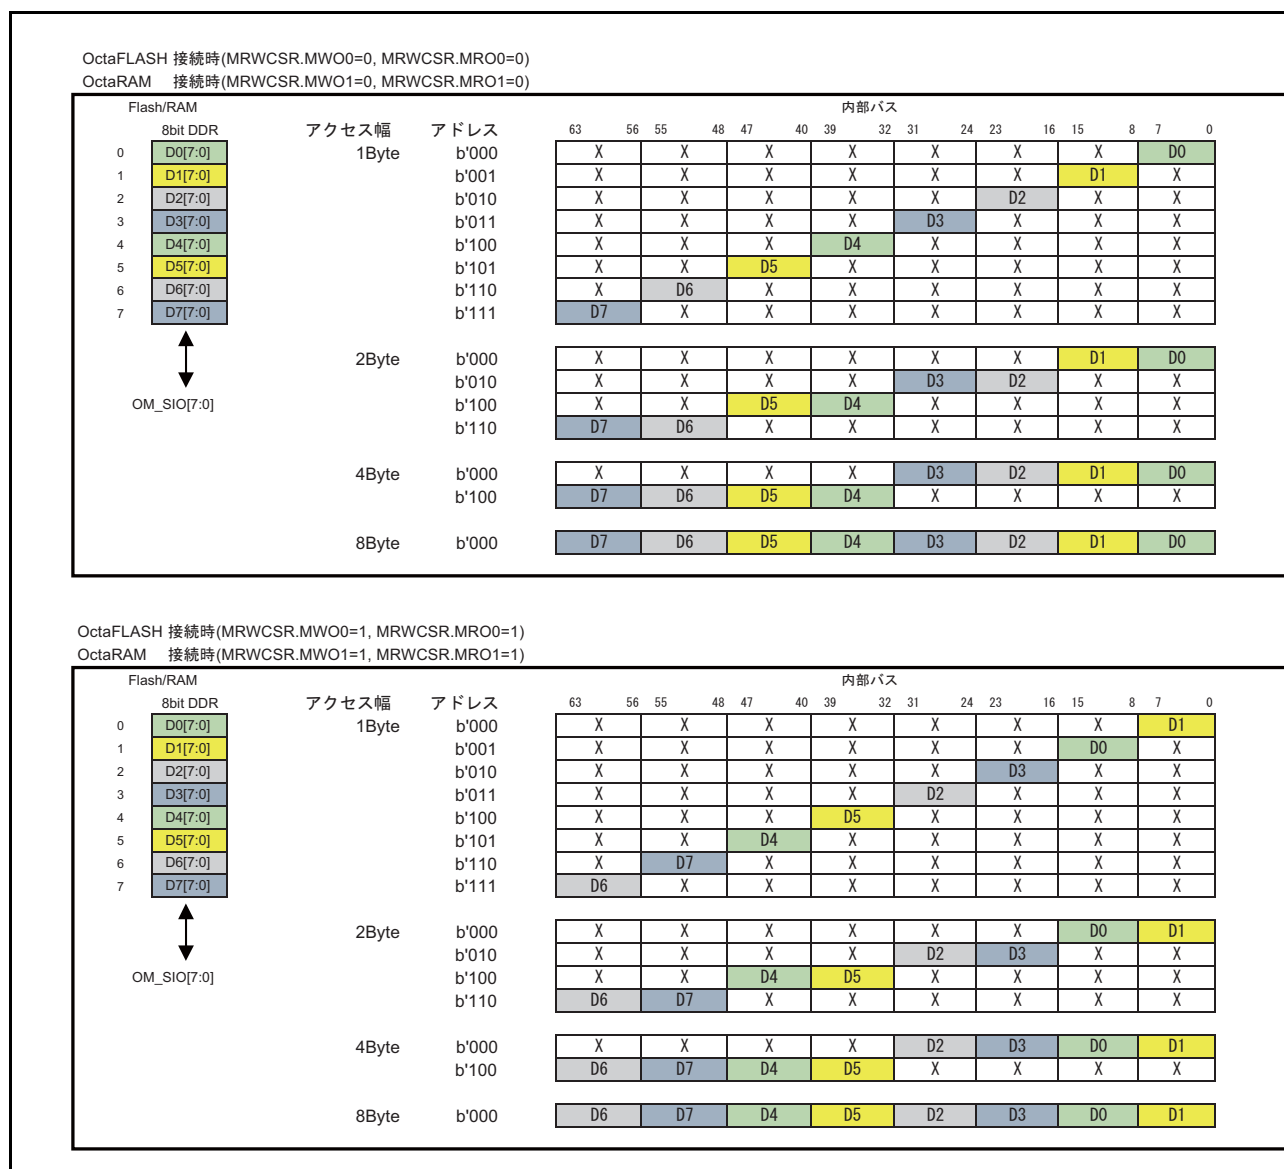 OctaFLASH 接続時(MRWCSR.MWO0=0, MRWCSR.MRO0=0)
OctaRAM 接続時(MRWCSR.MWO1=0, MRWCSR.MRO1=0)
Flash/RAM 内部バス
8bit DDR アクセス幅 アドレス 63 56 55 48 47 40 39 32 31 24 23 16 15 8 7 0
0 D0[7:0] 1Byte b'000 X X X X X X X D0
1 D1[7:0] b'001 X X X X X X D1 X
2 D2[7:0] b'010 X X X X X D2 X X
3 D3[7:0] b'011 X X X X D3 X X X
4 D4[7:0] b'100 X X X D4 X X X X
5 D5[7:0] b'101 X X D5 X X X X X
6 D6[7:0] b'110 X D6 X X X X X X
7 D7[7:0] b'111 D7 X X X X X X X
2Byte b'000 X X X X X X D1 D0
b'010 X X X X D3 D2 X X
OM_SIO[7:0] b'100 X X D5 D4 X X X X
b'110 D7 D6 X X X X X X
4Byte b'000 X X X X D3 D2 D1 D0
b'100 D7 D6 D5 D4 X X X X
8Byte b'000 D7 D6 D5 D4 D3 D2 D1 D0
OctaFLASH 接続時(MRWCSR.MWO0=1, MRWCSR.MRO0=1)
OctaRAM 接続時(MRWCSR.MWO1=1, MRWCSR.MRO1=1)
Flash/RAM 内部バス
8bit DDR アクセス幅 アドレス 63 56 55 48 47 40 39 32 31 24 23 16 15 8 7 0
0 D0[7:0] 1Byte b'000 X X X X X X X D1
1 D1[7:0] b'001 X X X X X X D0 X
2 D2[7:0] b'010 X X X X X D3 X X
3 D3[7:0] b'011 X X X X D2 X X X
4 D4[7:0] b'100 X X X D5 X X X X
5 D5[7:0] b'101 X X D4 X X X X X
6 D6[7:0] b'110 X D7 X X X X X X
7 D7[7:0] b'111 D6 X X X X X X X
2Byte b'000 X X X X X X D0 D1
b'010 X X X X D2 D3 X X
OM_SIO[7:0] b'100 X X D4 D5 X X X X
b'110 D6 D7 X X X X X X
4Byte b'000 X X X X D2 D3 D0 D1
b'100 D6 D7 D4 D5 X X X X
8Byte b'000 D6 D7 D4 D5 D2 D3 D0 D1